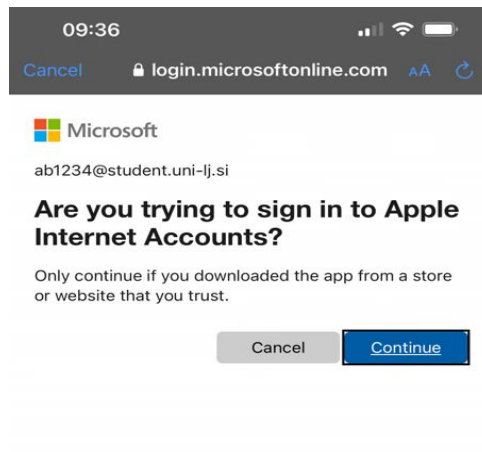 09:36
Cancel login.microsoftonline.com AA
Microsoft
ab1234@student.uni-lj.si
Are you trying to sign in to Apple
Internet Accounts?
Only continue if you downloaded the app from a store
or website that you trust.
Cancel Continue